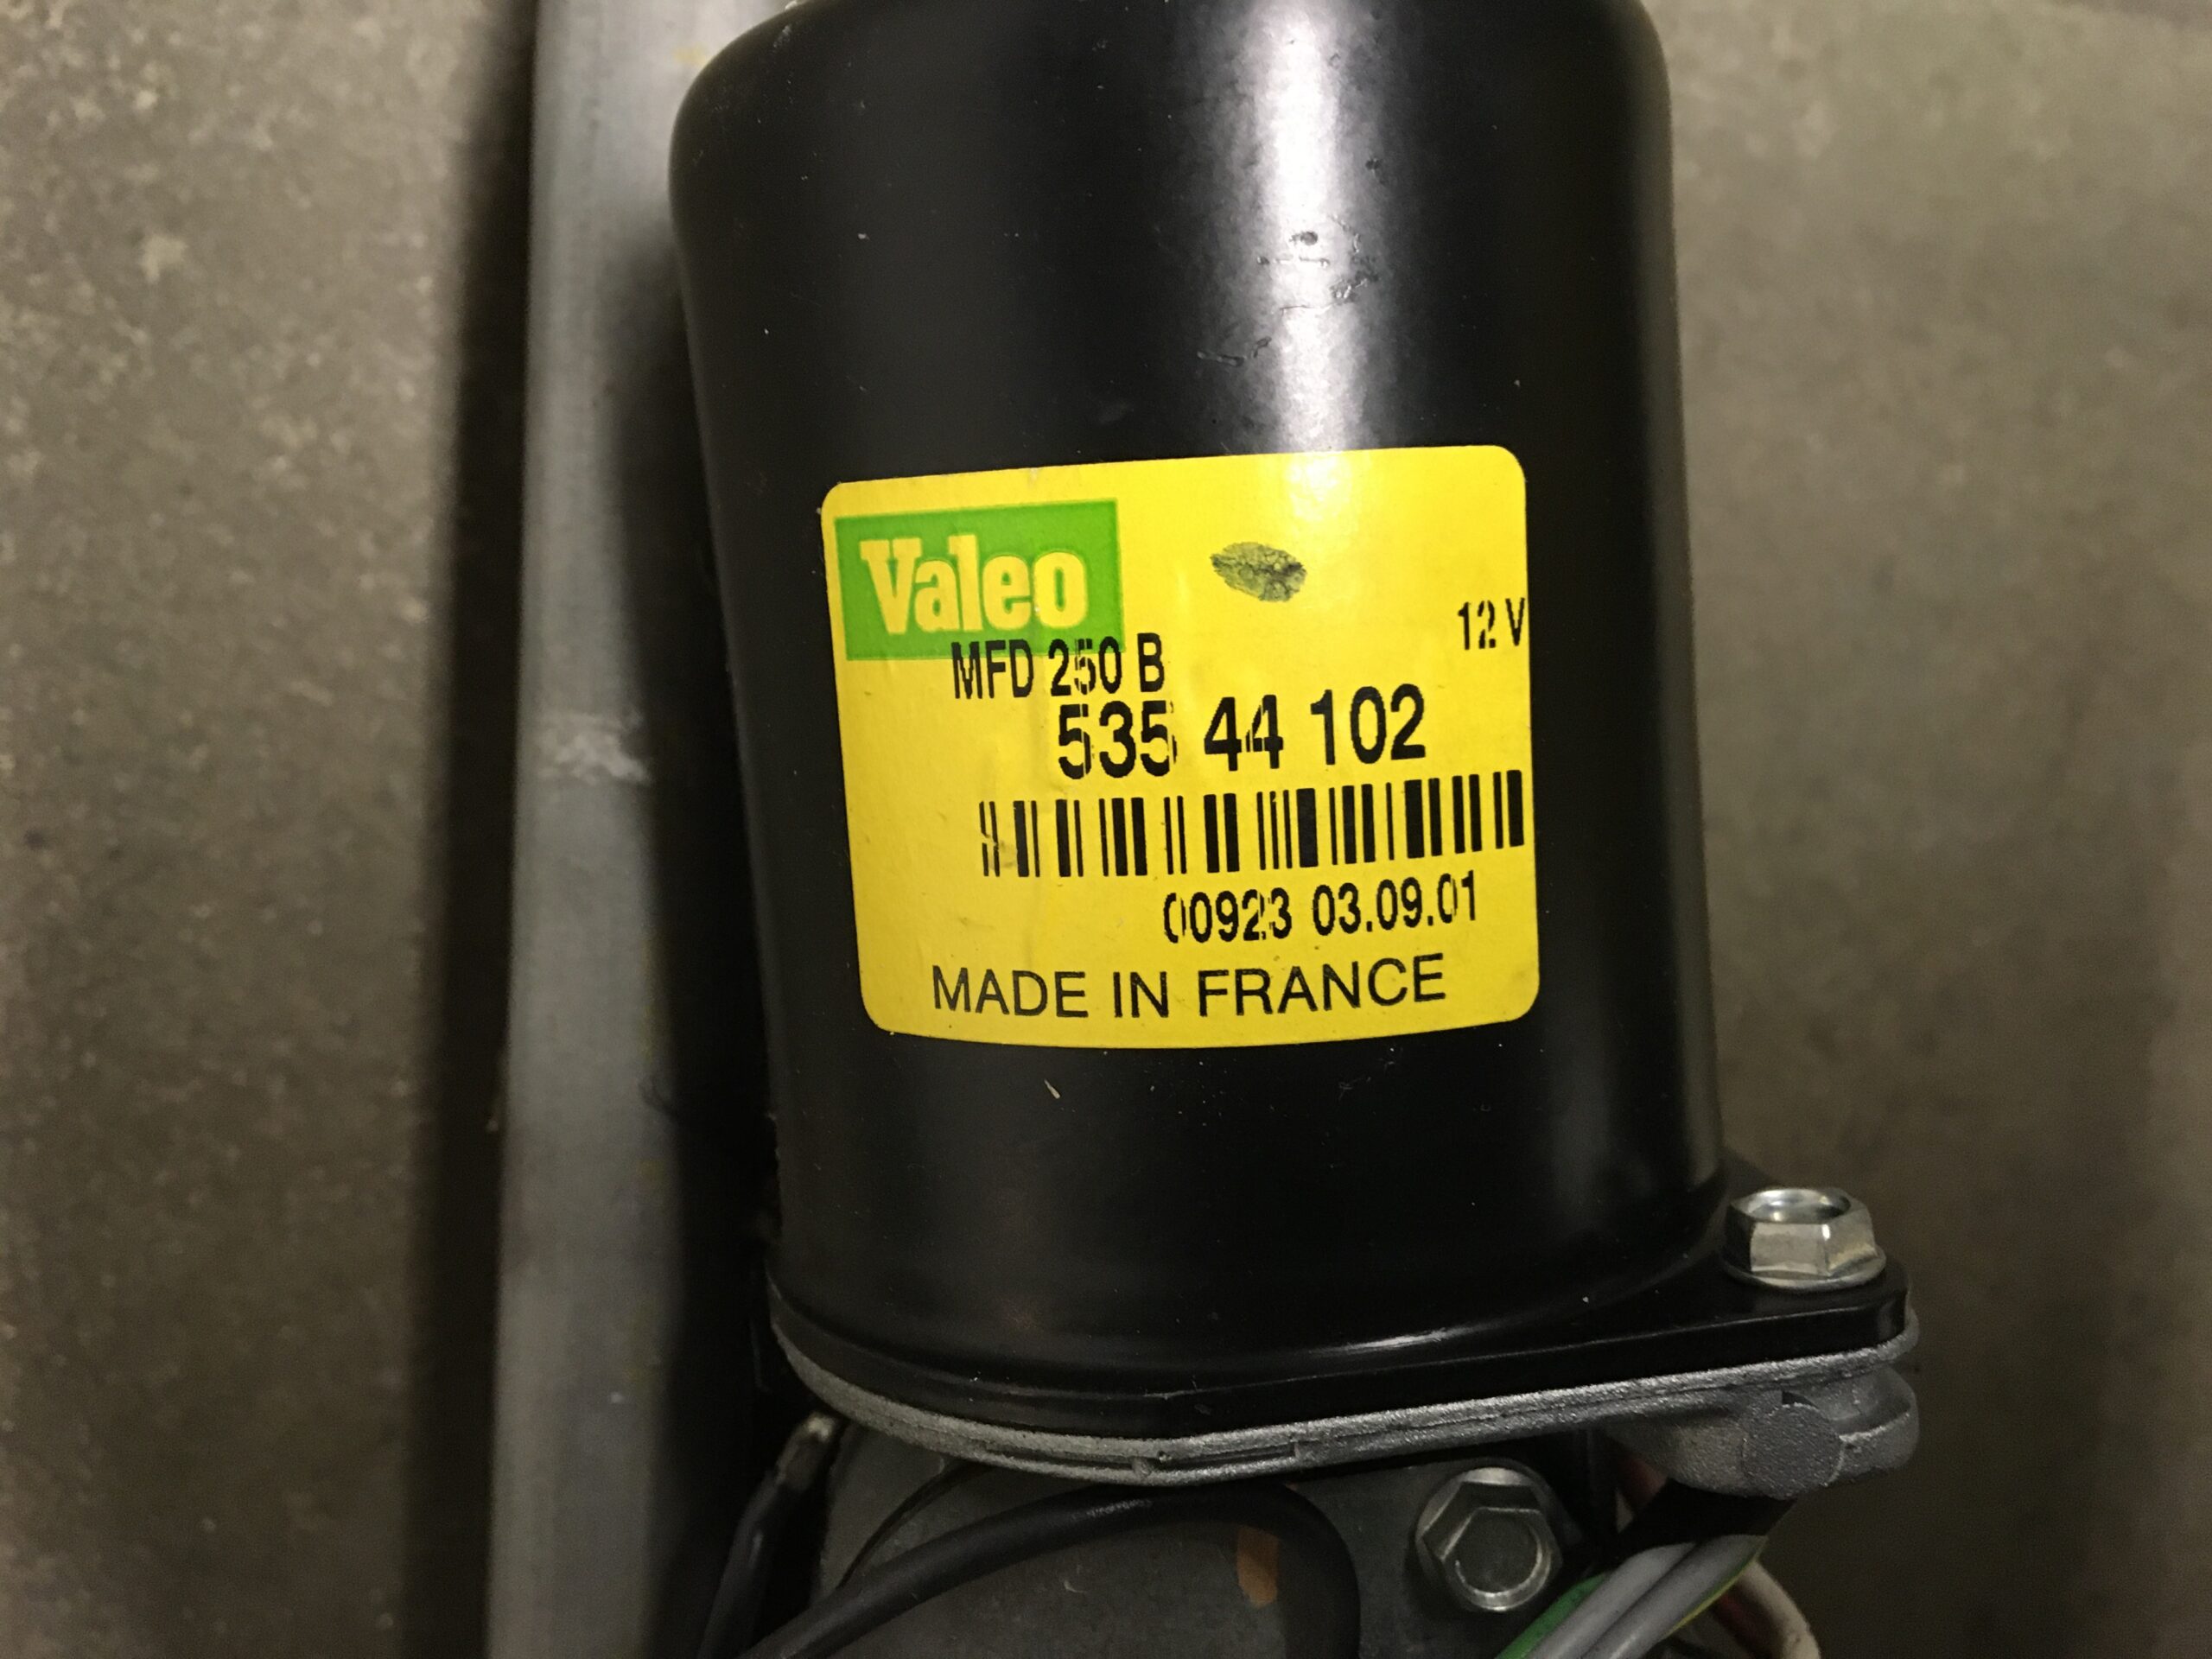 Valeo
12 V
MFD 250 B
535 44 102
00923 03.09.01
MADE IN FRANCE